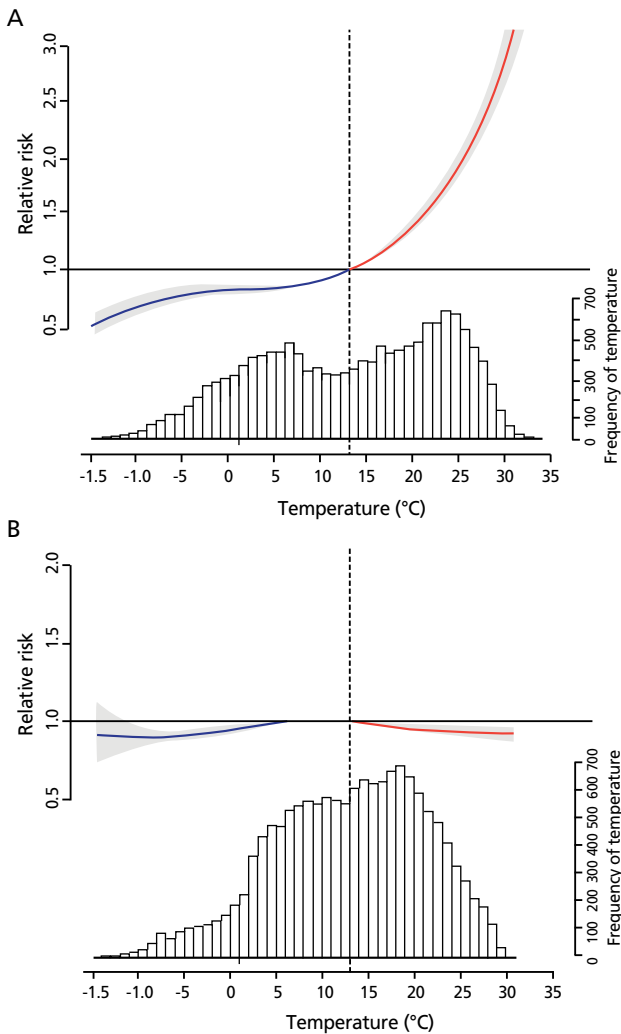 A
Relative risk
3.0
2.5
2.0
1.5
1.0
0.5
Frequency of temperature
700
500
300
100
0
-1.5 -1.0 -5 0 10 15 20 25 30 35
Temperature (°C)
B
Relative risk
2.0
1.5
1.0
0.5
Frequency of temperature
700
600
500
400
300
200
100
0
-1.5 -1.0 -5 0 5 10 15 20 25 30
Temperature (°C)